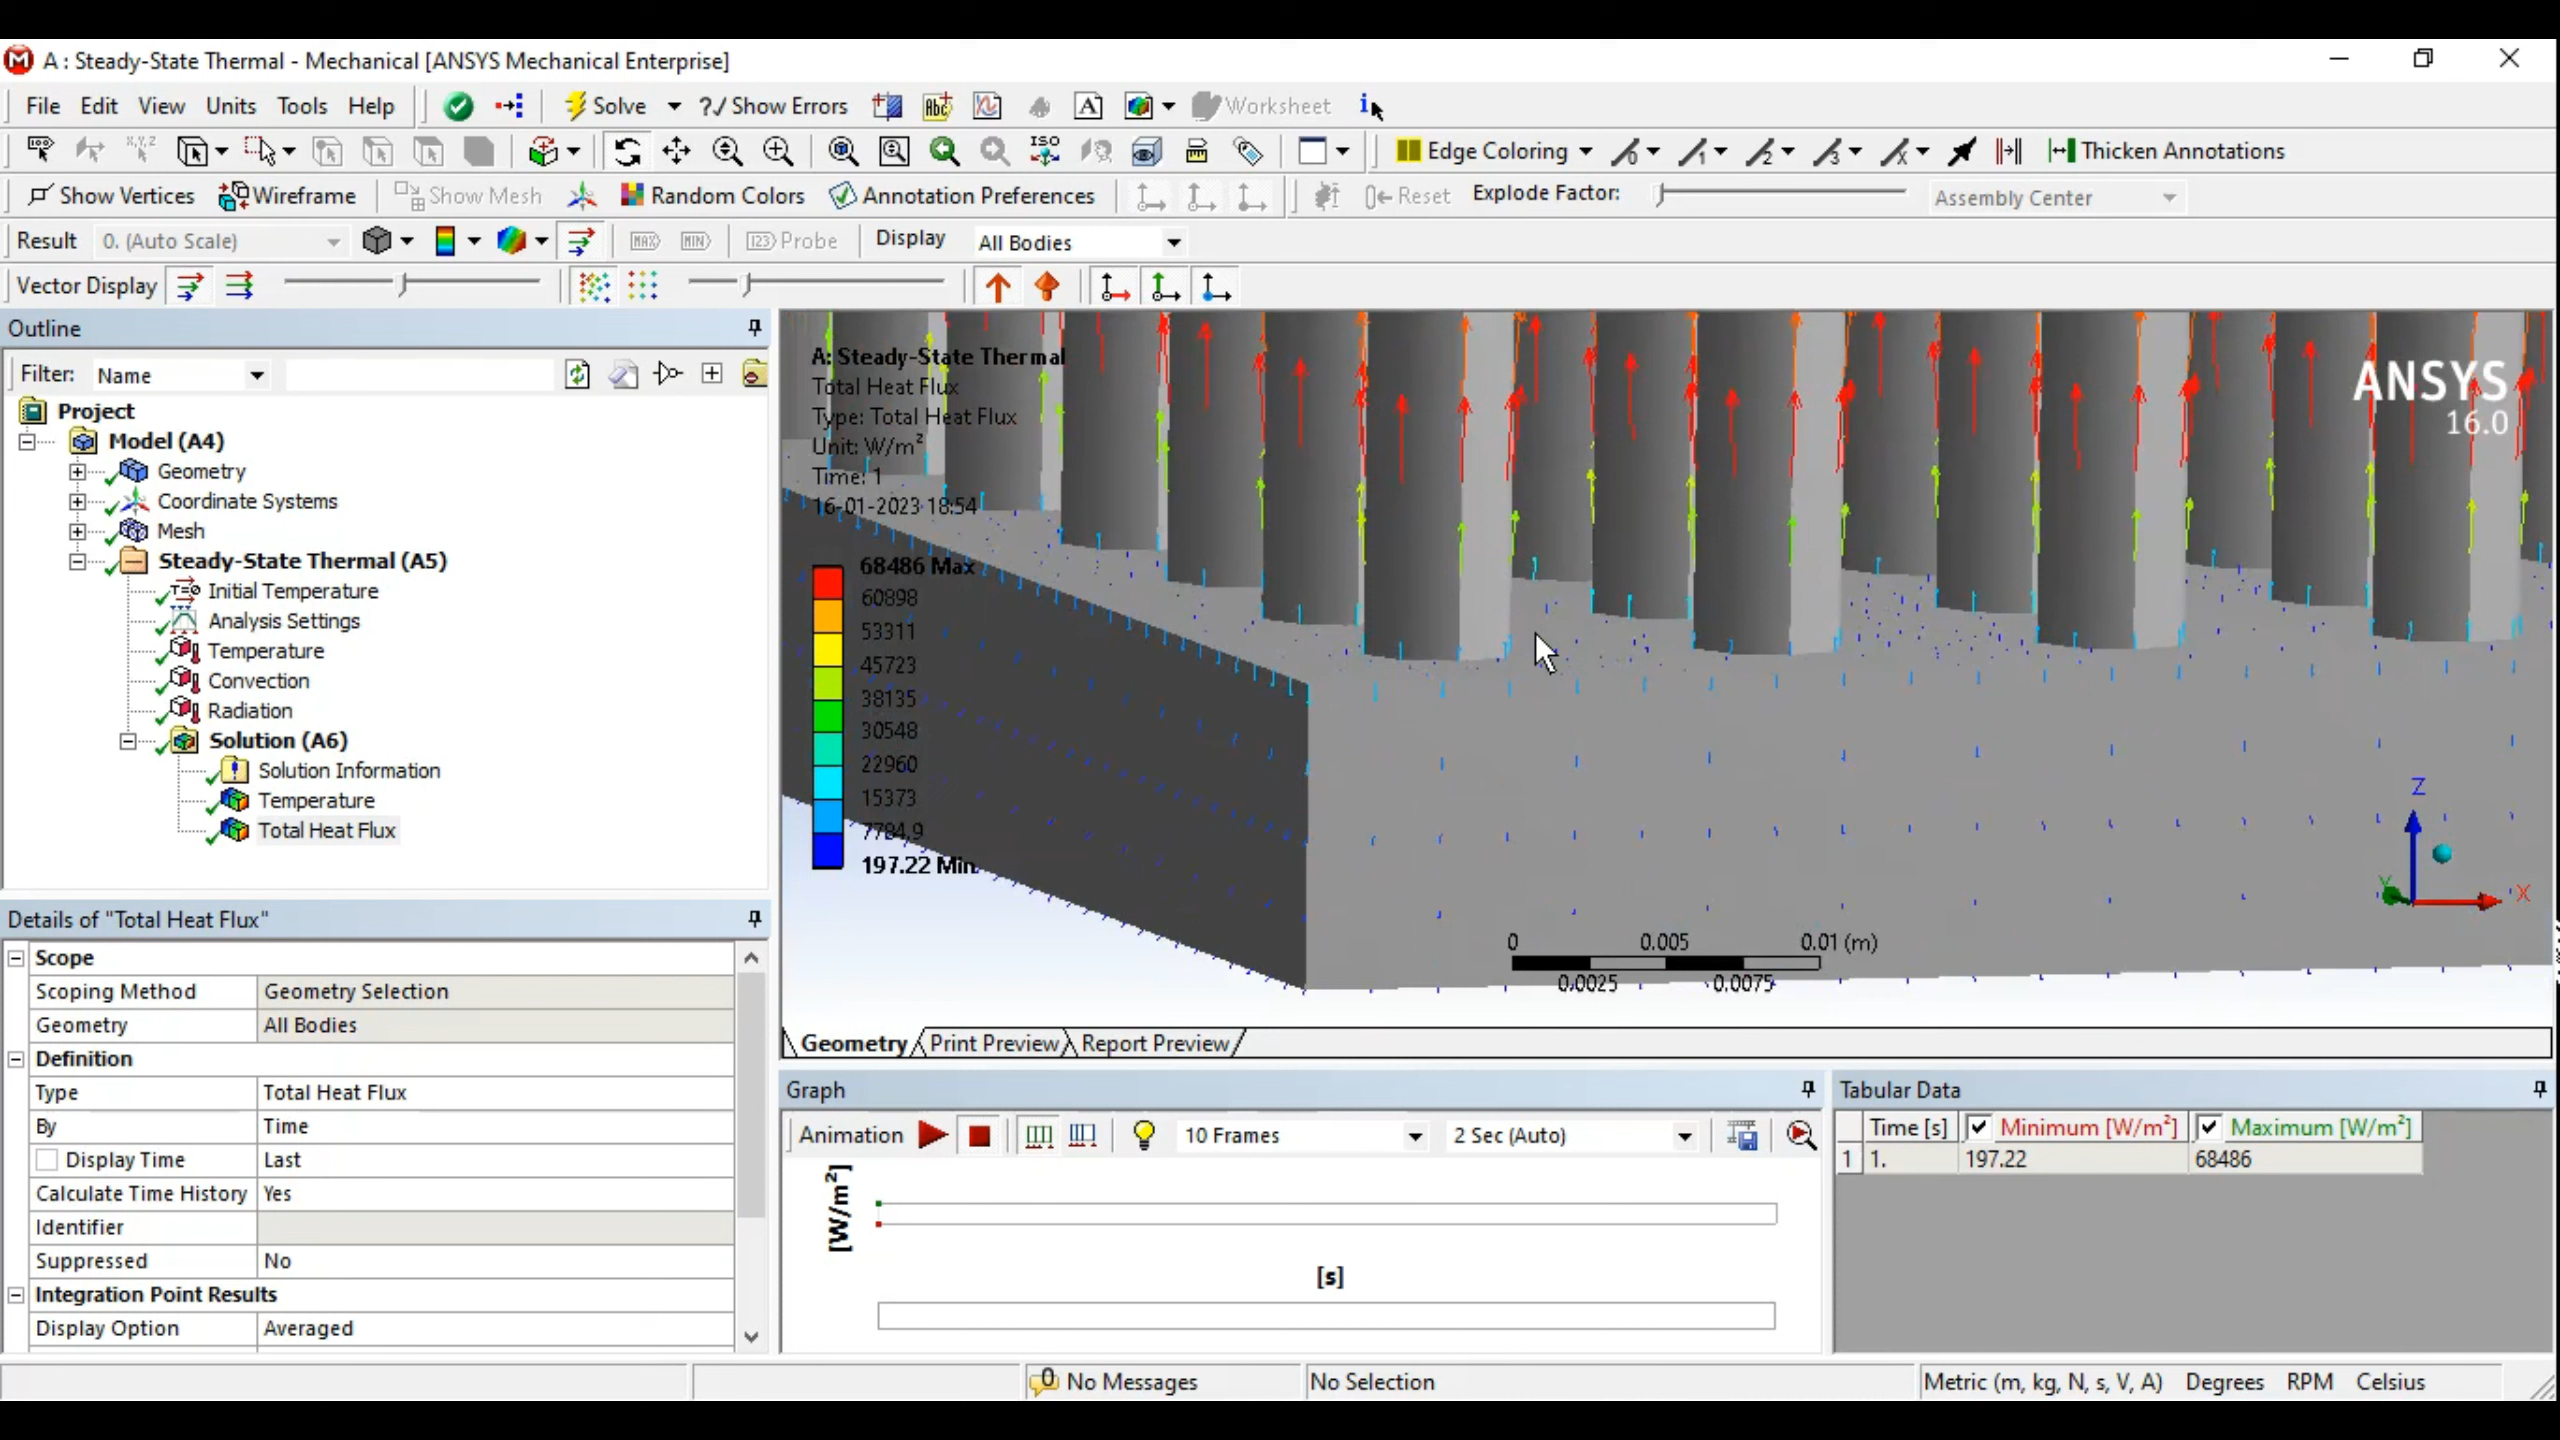 A : Steady-State Thermal - Mechanical [ANSYS Mechanical Enterprise]
File Edit View Units Tools Help Solve ?/ Show Errors Worksheet
Edge Coloring Thicken Annotations
Show Vertices Wireframe Show Mesh Random Colors Annotation Preferences Reset Explode Factor: Assembly Center
Result 0. (Auto Scale) MAX MIN Probe Display All Bodies
Vector Display
Outline
Filter: Name
Project
Model (A4)
Geometry
Coordinate Systems
Mesh
Steady-State Thermal (A5)
Initial Temperature
Analysis Settings
Temperature
Convection
Radiation
Solution (A6)
Solution Information
Temperature
Total Heat Flux
Details of "Total Heat Flux"
Scope
Scoping Method Geometry Selection
Geometry All Bodies
Definition
Type Total Heat Flux
By Time
Display Time Last
Calculate Time History Yes
Identifier
Suppressed No
Integration Point Results
Display Option Averaged
A: Steady-State Thermal
Total Heat Flux
Type: Total Heat Flux
Unit: W/m²
Time: 1
16-01-2023 18:54
68486 Max
60898
53311
45723
38135
30548
22960
15373
7784.9
197.22 Min
ANSYS
16.0
Z
Y
X
0 0.005 0.01 (m)
0.0025 0.0075
Geometry Print Preview Report Preview
Graph
Animation 10 Frames 2 Sec (Auto)
[W/m²]
[s]
Tabular Data
Time [s] Minimum [W/m²] Maximum [W/m²]
1 1. 197.22 68486
0 No Messages No Selection Metric (m, kg, N, s, V, A) Degrees RPM Celsius